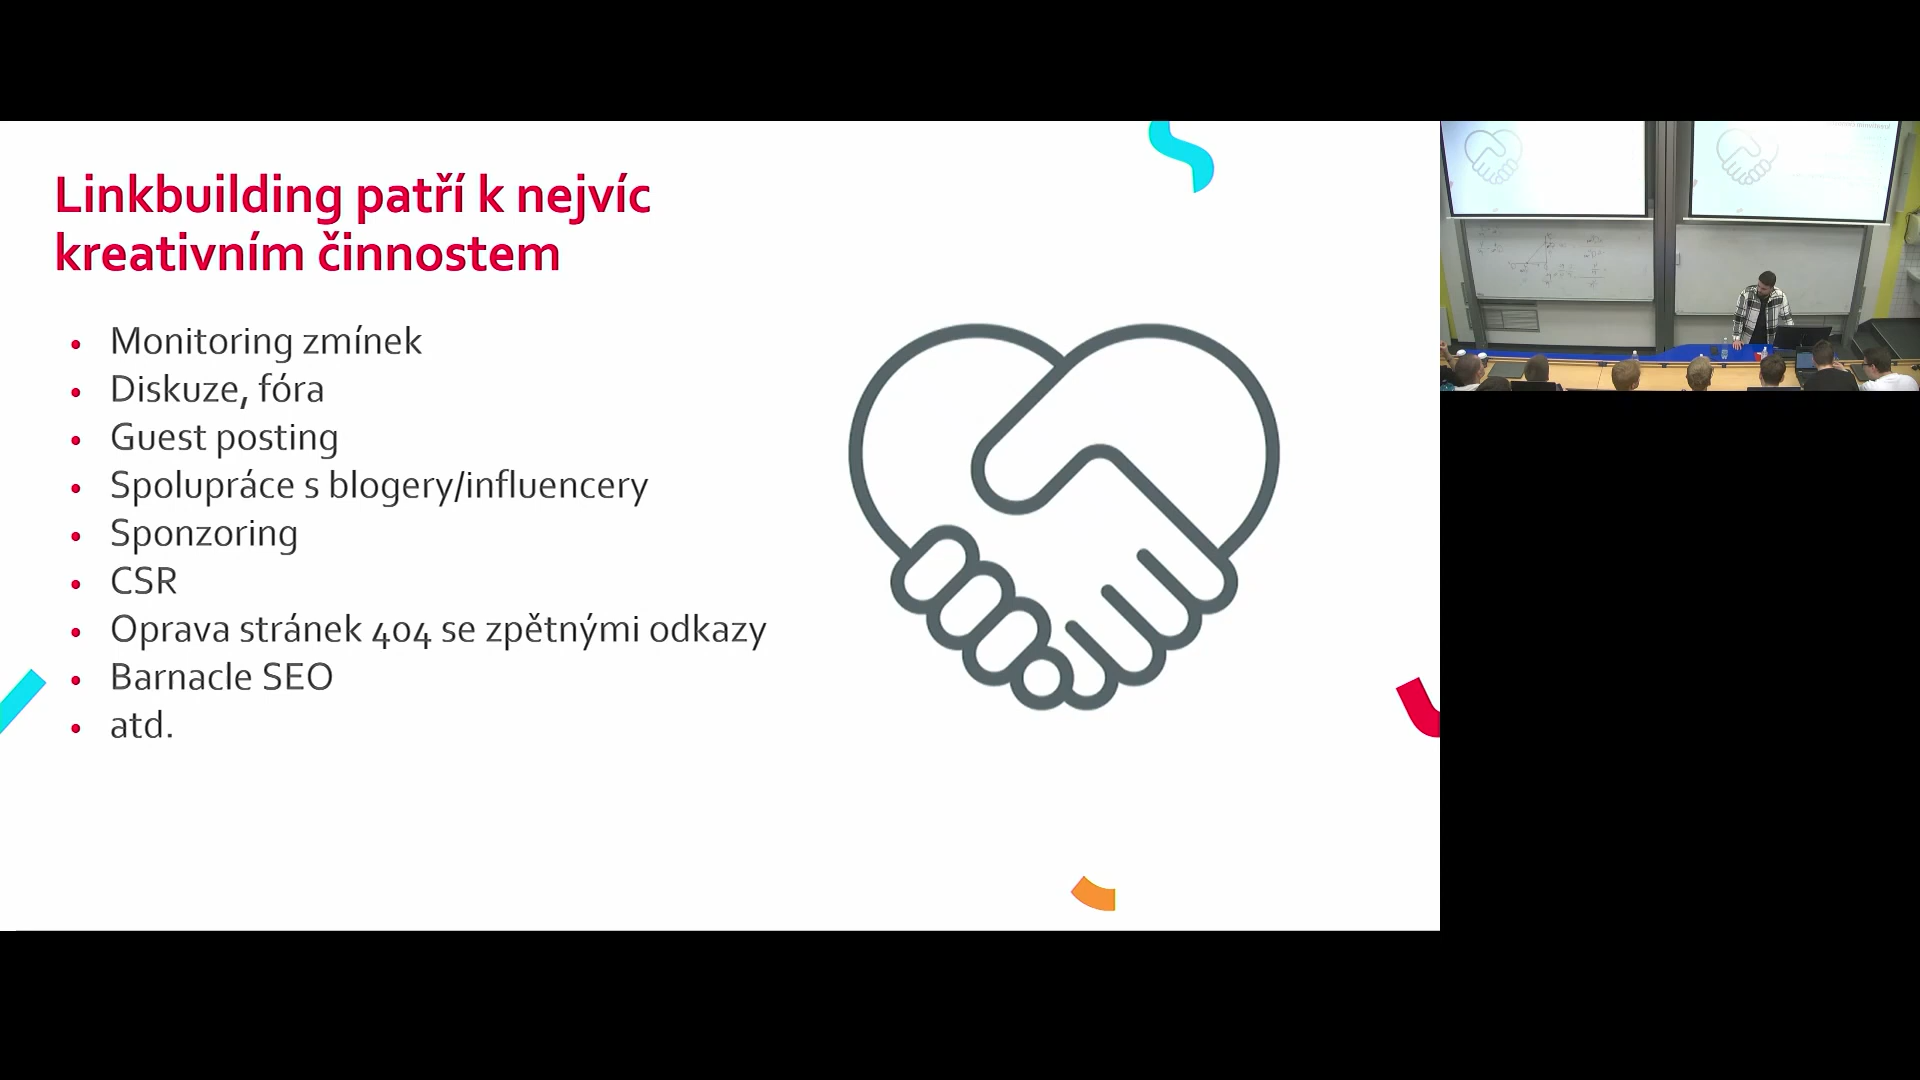 Linkbuilding patří k nejvíc
kreativním činnostem
• Monitoring zmínek
• Diskuze, fóra
• Guest posting
• Spolupráce s blogery/influencery
• Sponzoring
• CSR
• Oprava stránek 404 se zpětnými odkazy
• Barnacle SEO
• atd.